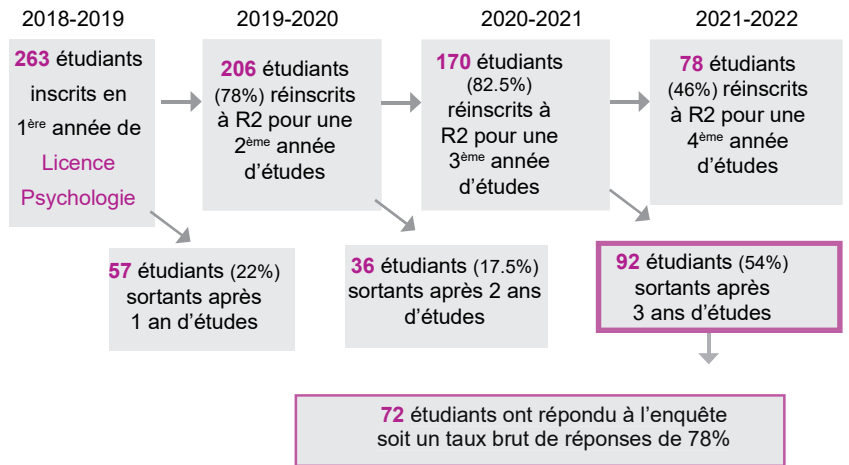 2018-2019
2019-2020
2020-2021
2021-2022
263 étudiants
inscrits en
1ère année de
Licence
Psychologie
206 étudiants
(78%) réinscrits
à R2 pour une
2ème année
d’études
170 étudiants
(82.5%)
réinscrits à
R2 pour une
3ème année
d’études
78 étudiants
(46%) réinscrits
à R2 pour une
4ème année
d’études
57 étudiants (22%)
sortants après
1 an d’études
36 étudiants (17.5%)
sortants après 2 ans
d’études
92 étudiants (54%)
sortants après
3 ans d’études
72 étudiants ont répondu à l’enquête
soit un taux brut de réponses de 78%